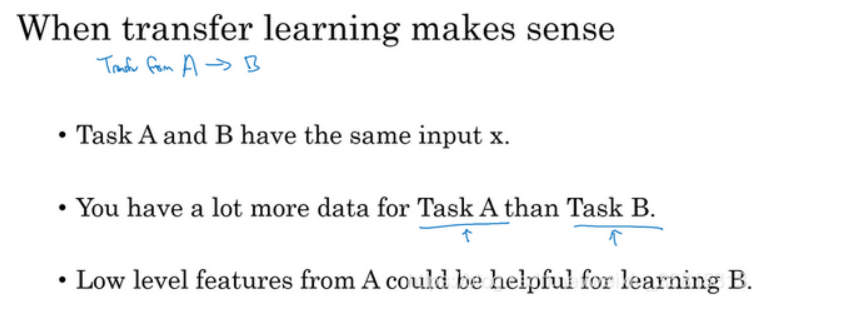 When transfer learning makes sense
Transfer from A → B
• Task A and B have the same input x.
• You have a lot more data for Task A than Task B.
↑ ↑
• Low level features from A could be helpful for learning B.